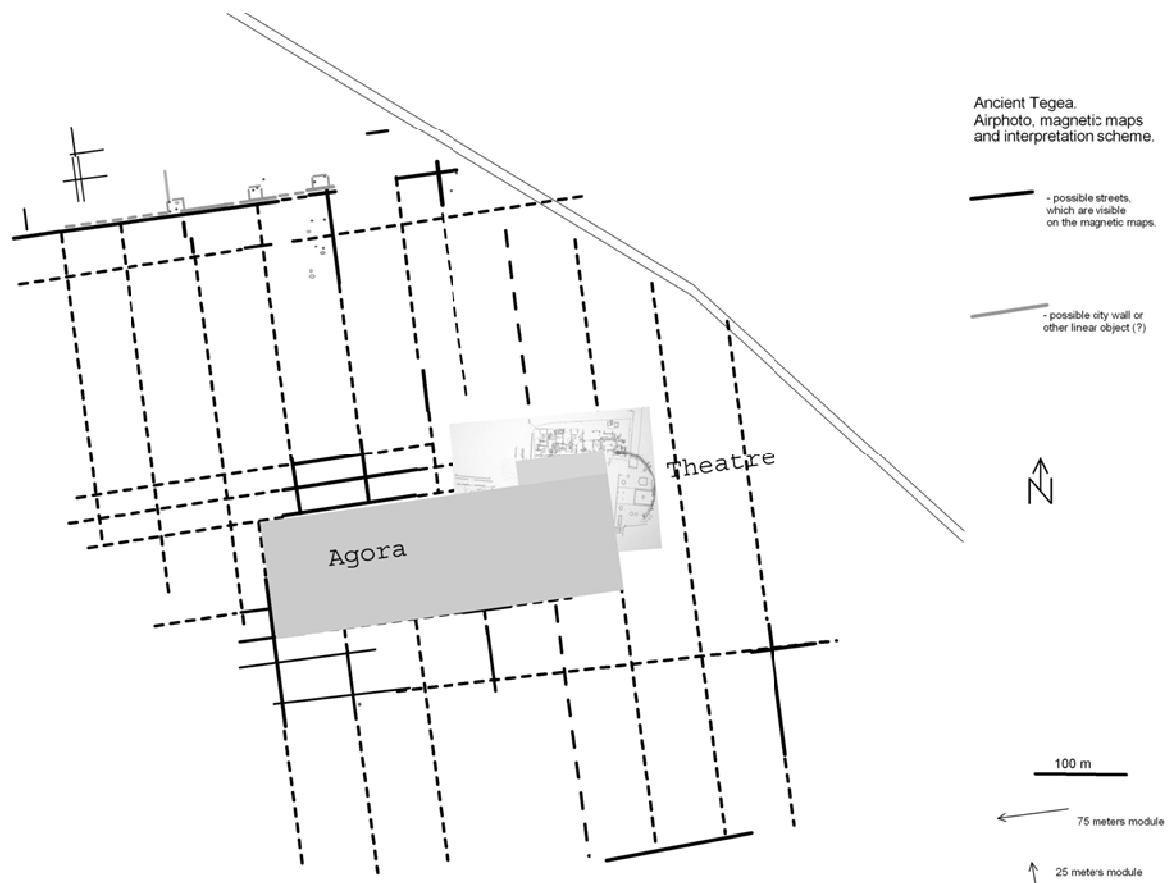 Ancient Tegea.
Airphoto, magnetic maps
and interpretation scheme.
- possible streets,
which are visible
on the magnetic maps.
- possible city wall or
other linear object (?)
Theatre
N
Agora
100 m
75 meters module
25 meters module